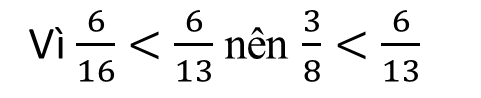 Vì 6/16 < 6/13 nên 3/8 < 6/13